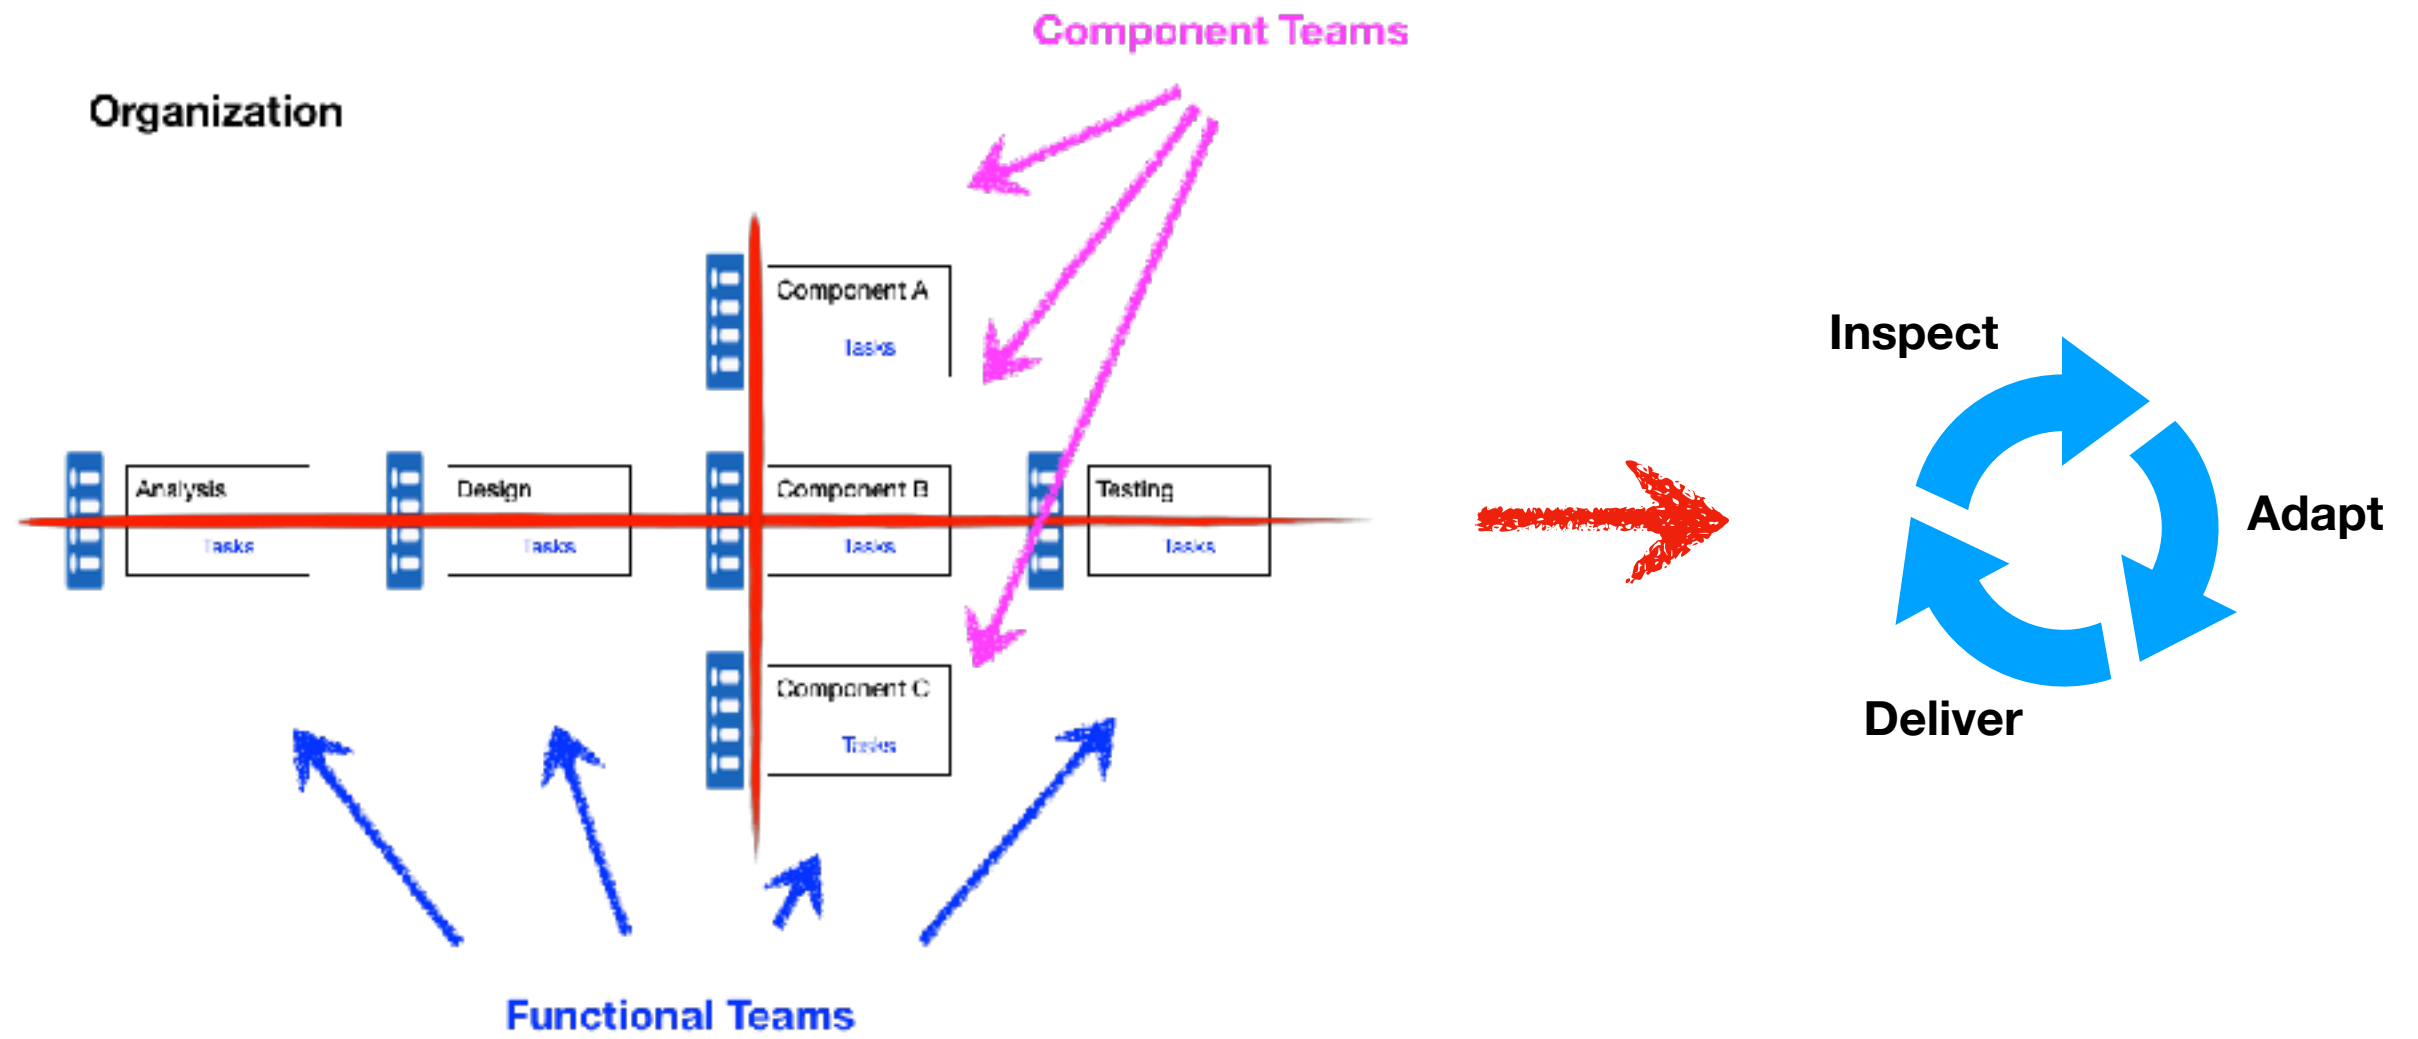 Component Teams
Organization
Component A
Tasks
Analysis
Tasks
Design
Tasks
Component B
Tasks
Testing
Tasks
Component C
Tasks
Functional Teams
Inspect
Adapt
Deliver